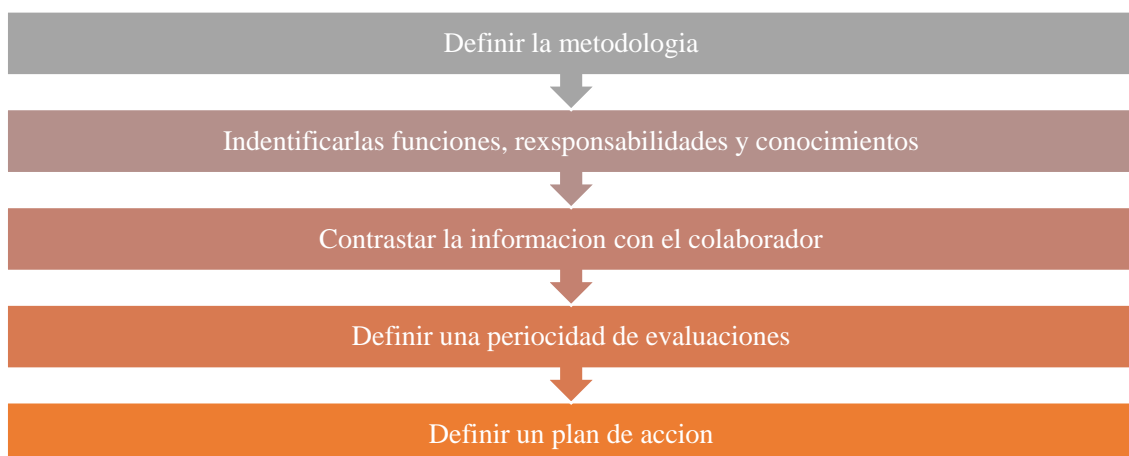 Definir la metodologia
Indentificarlas funciones, rexsponsabilidades y conocimientos
Contrastar la informacion con el colaborador
Definir una periocidad de evaluaciones
Definir un plan de accion